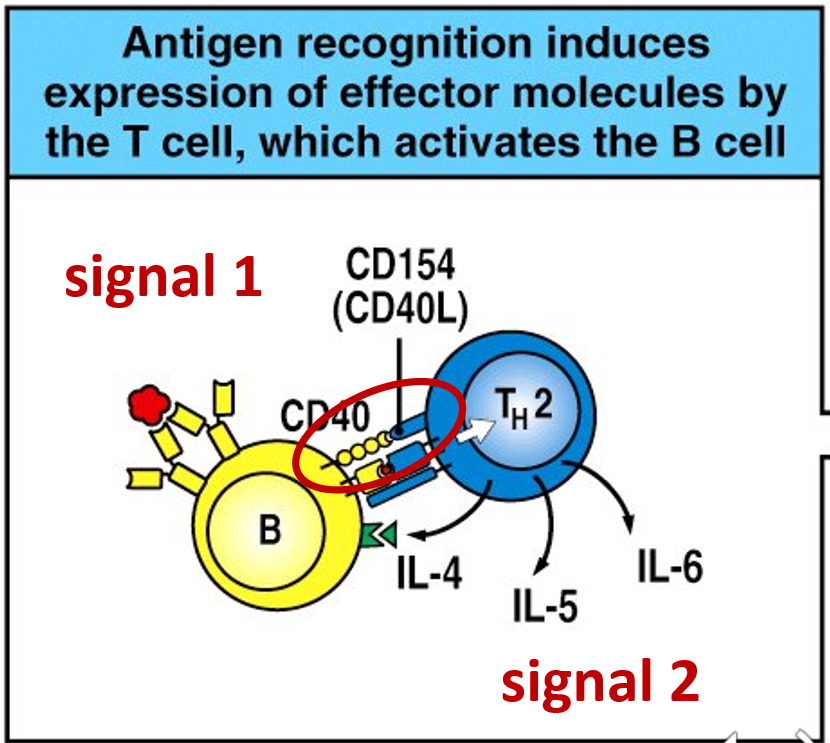 Antigen recognition induces
expression of effector molecules by
the T cell, which activates the B cell
signal 1
CD154
(CD40L)
CD40
TH2
B
IL-4
IL-5
IL-6
signal 2